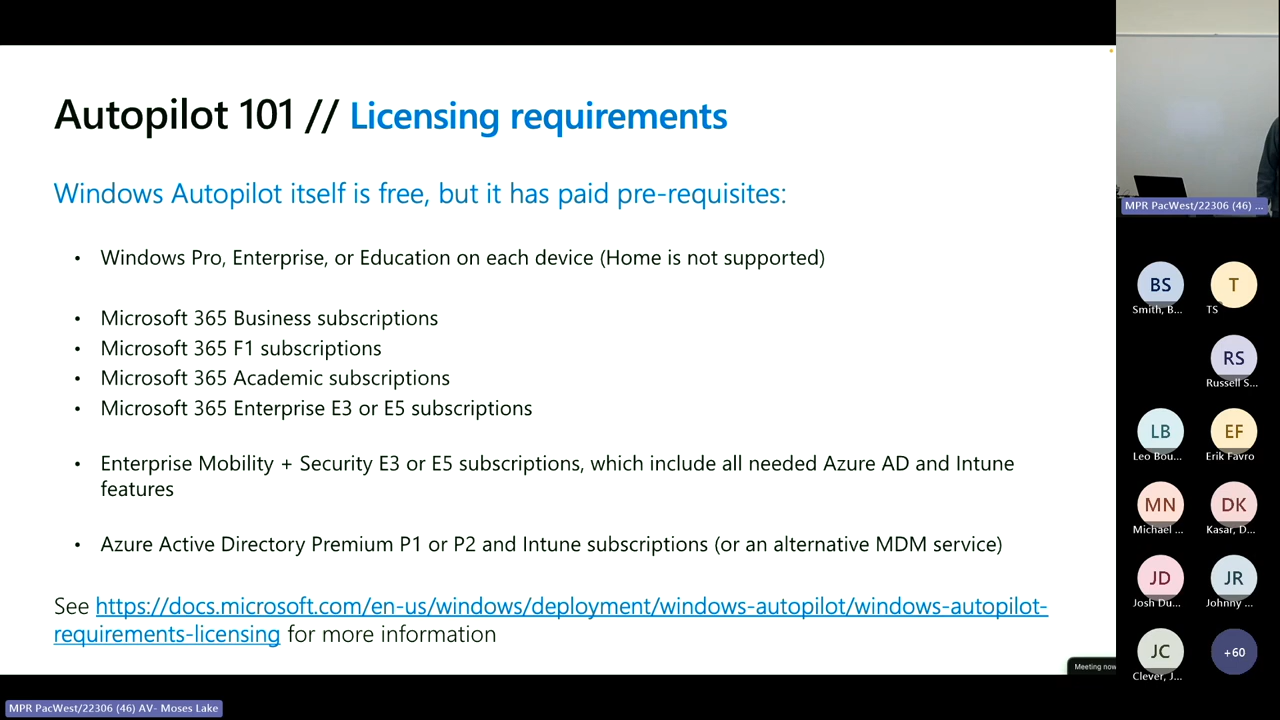 Autopilot 101 // Licensing requirements
Windows Autopilot itself is free, but it has paid pre-requisites:
• Windows Pro, Enterprise, or Education on each device (Home is not supported)
• Microsoft 365 Business subscriptions
• Microsoft 365 F1 subscriptions
• Microsoft 365 Academic subscriptions
• Microsoft 365 Enterprise E3 or E5 subscriptions
• Enterprise Mobility + Security E3 or E5 subscriptions, which include all needed Azure AD and Intune
features
• Azure Active Directory Premium P1 or P2 and Intune subscriptions (or an alternative MDM service)
See https://docs.microsoft.com/en-us/windows/deployment/windows-autopilot/windows-autopilot-
requirements-licensing for more information
Meeting now
MPR PacWest/22306 (46) AV- Moses Lake
MPR PacWest/22306 (46) ...
BS T
Smith, B... TS
RS
Russell S...
LB EF
Leo Bou... Erik Favro
MN DK
Michael ... Kasar, D...
JD JR
Josh Du... Johnny ...
JC +60
Clever, J...